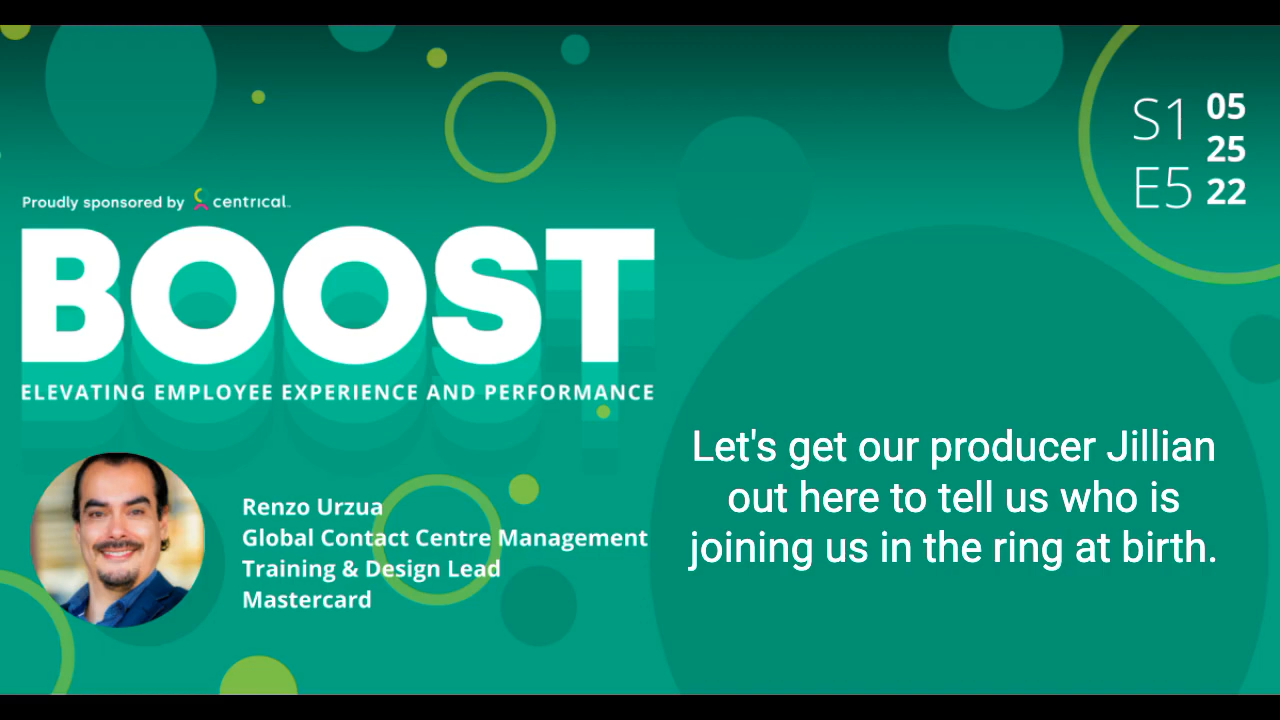 S1 05
25
E5 22
Proudly sponsored by centrical
BOOST
ELEVATING EMPLOYEE EXPERIENCE AND PERFORMANCE
Renzo Urzua
Global Contact Centre Management
Training & Design Lead
Mastercard
Let's get our producer Jillian
out here to tell us who is
joining us in the ring at birth.